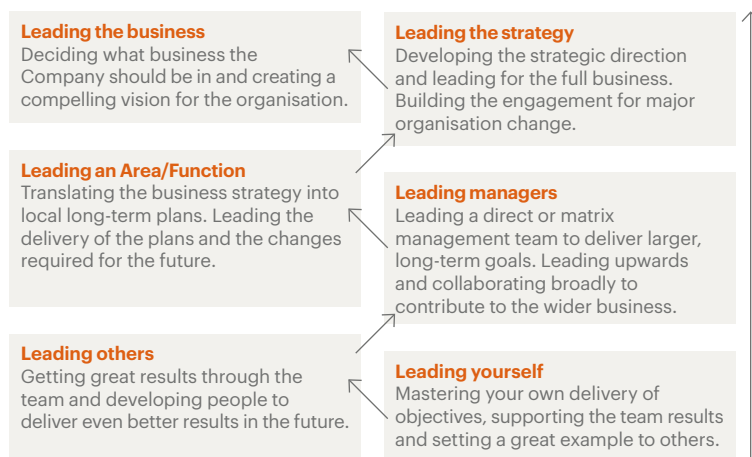 Leading the business
Deciding what business the
Company should be in and creating a
compelling vision for the organisation.
Leading the strategy
Developing the strategic direction
and leading for the full business.
Building the engagement for major
organisation change.
Leading an Area/Function
Translating the business strategy into
local long-term plans. Leading the
delivery of the plans and the changes
required for the future.
Leading managers
Leading a direct or matrix
management team to deliver larger,
long-term goals. Leading upwards
and collaborating broadly to
contribute to the wider business.
Leading others
Getting great results through the
team and developing people to
deliver even better results in the future.
Leading yourself
Mastering your own delivery of
objectives, supporting the team results
and setting a great example to others.